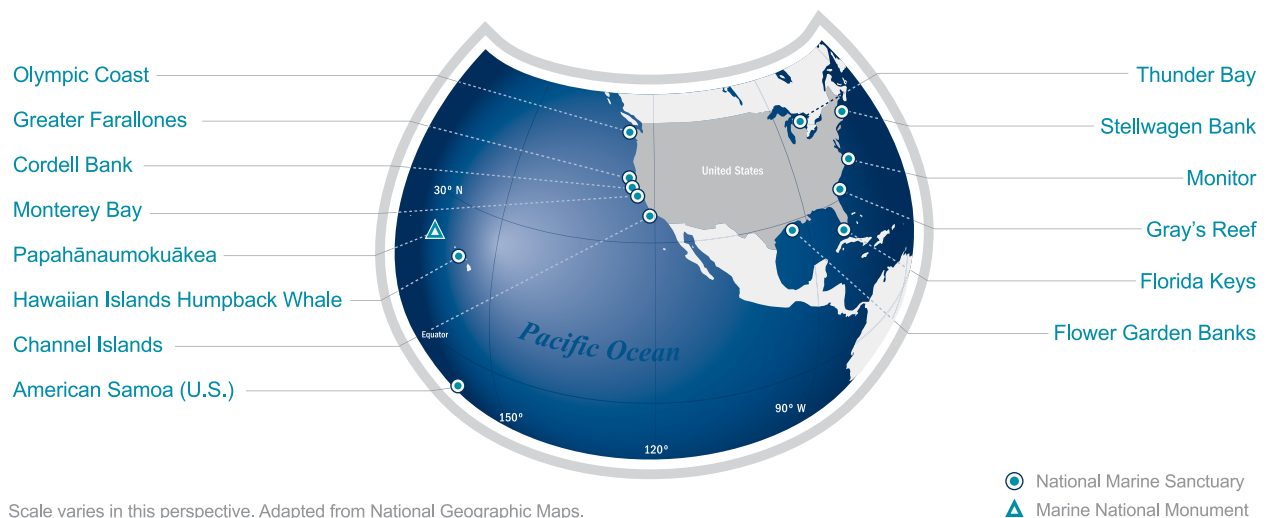 Olympic Coast
Greater Farallones
Cordell Bank
Monterey Bay
Papahānaumokuākea
Hawaiian Islands Humpback Whale
Channel Islands
American Samoa (U.S.)
30° N
Equator
150°
120°
90° W
United States
Pacific Ocean
Thunder Bay
Stellwagen Bank
Monitor
Gray’s Reef
Florida Keys
Flower Garden Banks
National Marine Sanctuary
Marine National Monument
Scale varies in this perspective. Adapted from National Geographic Maps.